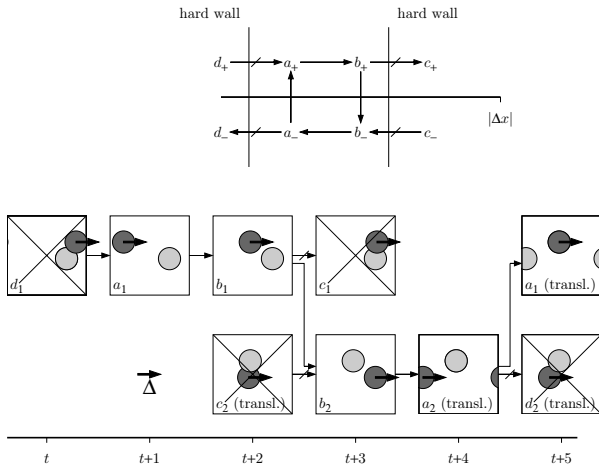 hard wall hard wall
d₊ a₊ b₊ c₊
|Δx|
d₋ a₋ b₋ c₋
d₁ a₁ b₁ c₁ a₁ (transl.)
Δ c₂ (transl.) b₂ a₂ (transl.) d₂ (transl.)
t t+1 t+2 t+3 t+4 t+5